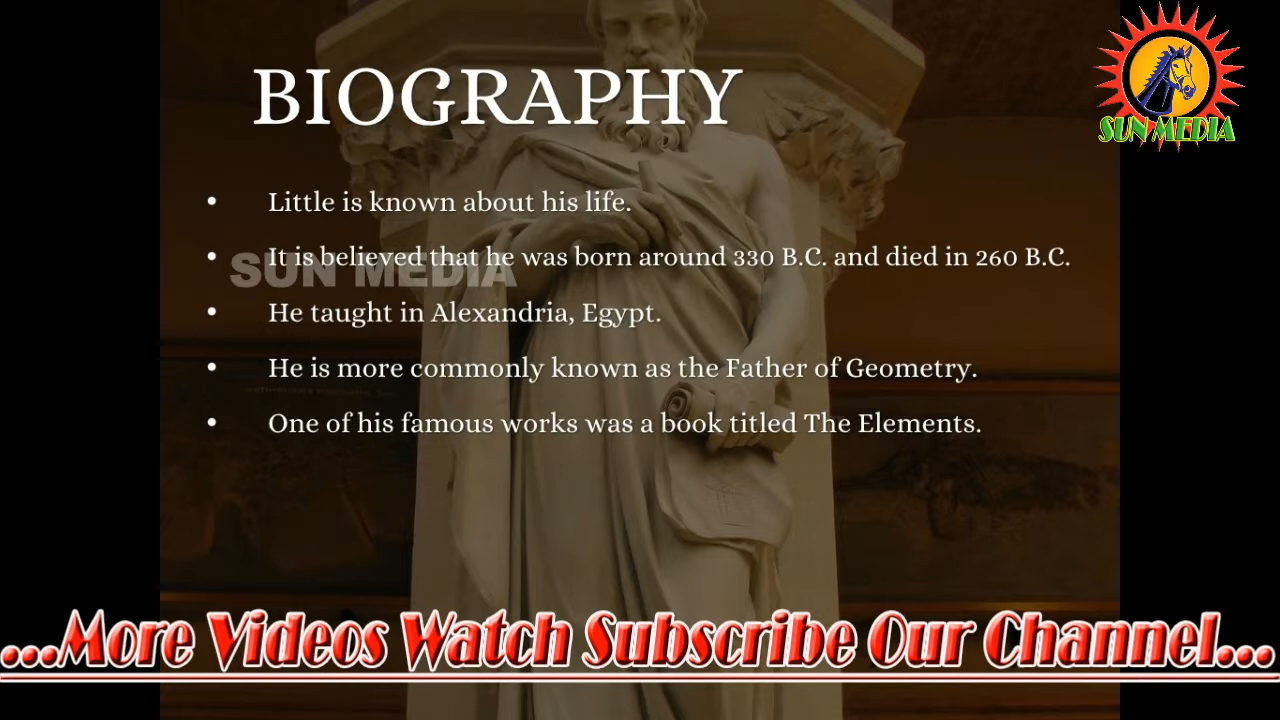 BIOGRAPHY
SUN MEDIA
• Little is known about his life.
• It is believed that he was born around 330 B.C. and died in 260 B.C.
SUN MEDIA
• He taught in Alexandria, Egypt.
• He is more commonly known as the Father of Geometry.
• One of his famous works was a book titled The Elements.
...More Videos Watch Subscribe Our Channel...